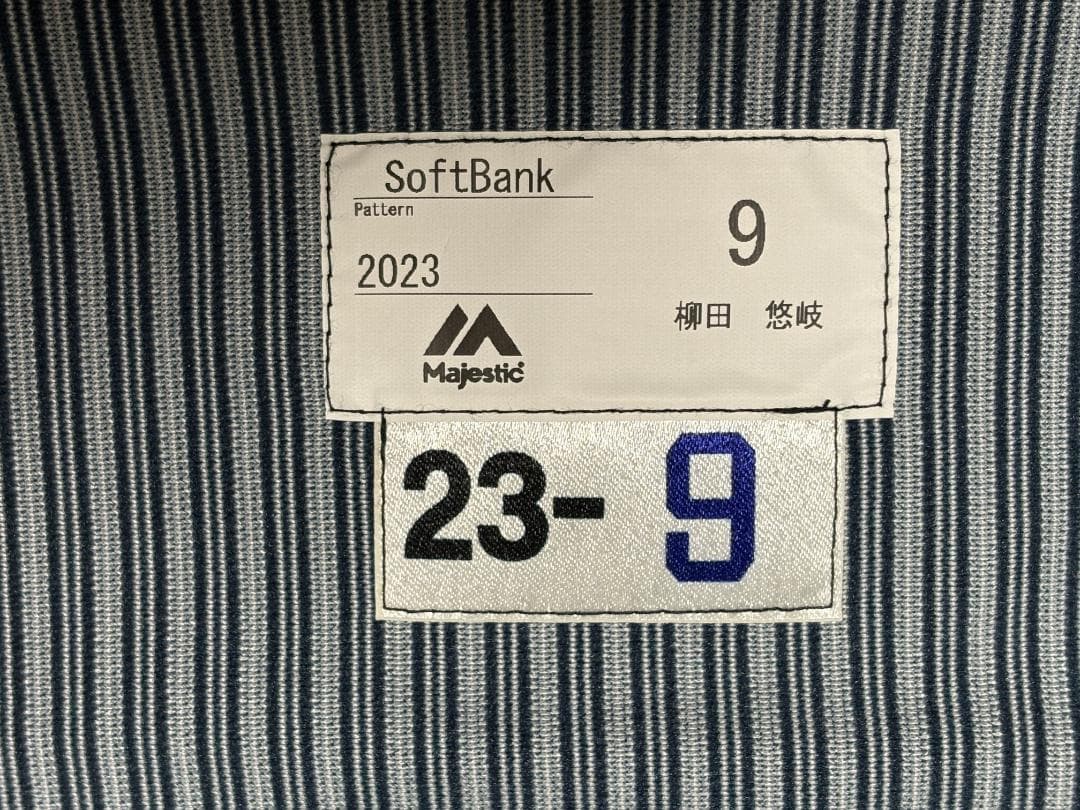 SoftBank
Pattern
2023
Majestic
9
柳田 悠岐
23- 9